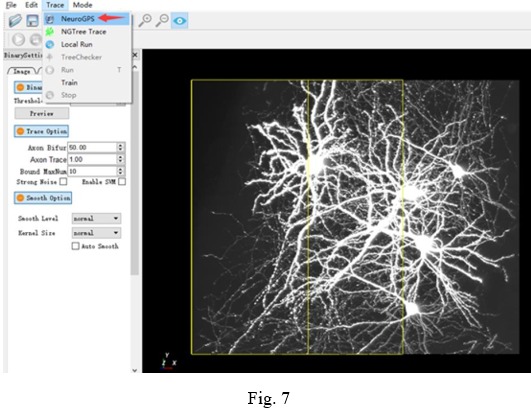 File Edit Trace Mode
NeuroGPS
NGTree Trace
Local Run
TreeChecker
Run T
Train
Stop
BinarySettin
Image
Bina
Threshol
Preview
Trace Option
Axon Bifur 50.00
Axon Trace 1.00
Bound MaxNum 10
Strong Noise Enable SVM
Smooth Option
Smooth Level normal
Kernel Size normal
Auto Smooth
Y
Z X
Fig. 7